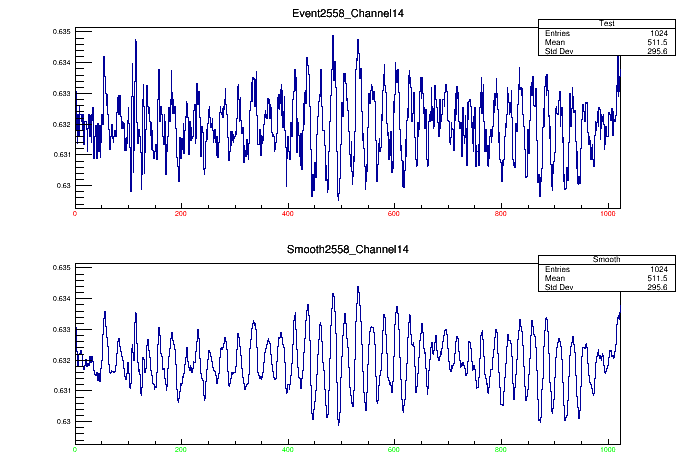 Event2558_Channel14
Test
Entries 1024
Mean 511.5
Std Dev 295.6
0.635
0.634
0.633
0.632
0.631
0.63
0 200 400 600 800 1000
Smooth2558_Channel14
Smooth
Entries 1024
Mean 511.5
Std Dev 295.6
0.635
0.634
0.633
0.632
0.631
0.63
0 200 400 600 800 1000